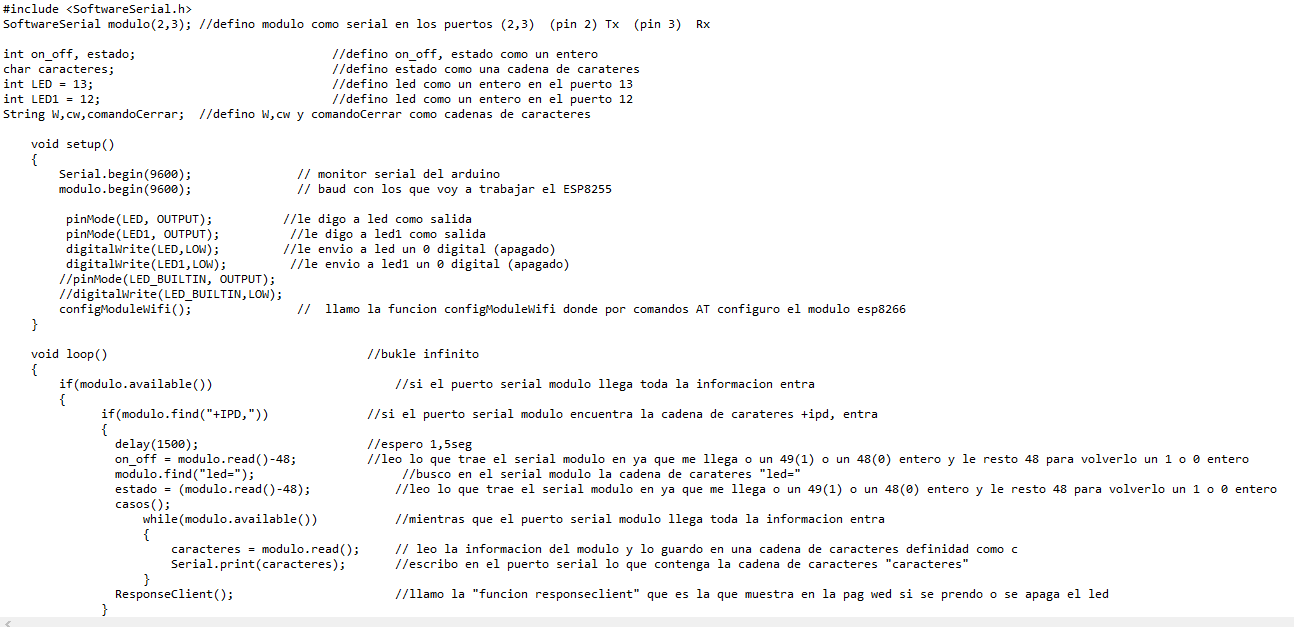 #include <SoftwareSerial.h>
SoftwareSerial modulo(2,3); //defino modulo como serial en los puertos (2,3)  (pin 2) Tx  (pin 3)  Rx
int on_off, estado;                            //defino on_off, estado como un entero
char caracteres;                               //defino estado como una cadena de carateres
int LED = 13;                                  //defino led como un entero en el puerto 13
int LED1 = 12;                                 //defino led como un entero en el puerto 12
String W,cw,comandoCerrar;  //defino W,cw y comandoCerrar como cadenas de caracteres
    void setup()
    {
        Serial.begin(9600);               // monitor serial del arduino
        modulo.begin(9600);               // baud con los que voy a trabajar el ESP8255
         pinMode(LED, OUTPUT);          //le digo a led como salida
         pinMode(LED1, OUTPUT);          //le digo a led1 como salida
         digitalWrite(LED,LOW);         //le envio a led un 0 digital (apagado)
         digitalWrite(LED1,LOW);         //le envio a led1 un 0 digital (apagado)
        //pinMode(LED_BUILTIN, OUTPUT);
        //digitalWrite(LED_BUILTIN,LOW);
        configModuleWifi();               //  llamo la funcion configModuleWifi donde por comandos AT configuro el modulo esp8266
    }
    void loop()                                     //bukle infinito
    {
        if(modulo.available())                          //si el puerto serial modulo llega toda la informacion entra
        {
              if(modulo.find("+IPD,"))              //si el puerto serial modulo encuentra la cadena de carateres +ipd, entra
              {
                delay(1500);                        //espero 1,5seg
                on_off = modulo.read()-48;          //leo lo que trae el serial modulo en ya que me llega o un 49(1) o un 48(0) entero y le resto 48 para volverlo un 1 o 0 entero
                modulo.find("led=");                     //busco en el serial modulo la cadena de carateres "led="
                estado = (modulo.read()-48);            //leo lo que trae el serial modulo en ya que me llega o un 49(1) o un 48(0) entero y le resto 48 para volverlo un 1 o 0 entero
                casos();
                    while(modulo.available())           //mientras que el puerto serial modulo llega toda la informacion entra
                    {
                        caracteres = modulo.read();     // leo la informacion del modulo y lo guardo en una cadena de caracteres definidad como c
                        Serial.print(caracteres);       //escribo en el puerto serial lo que contenga la cadena de caracteres "caracteres"
                    }
                ResponseClient();                       //llamo la "funcion responseclient" que es la que muestra en la pag wed si se prendo o se apaga el led
              }